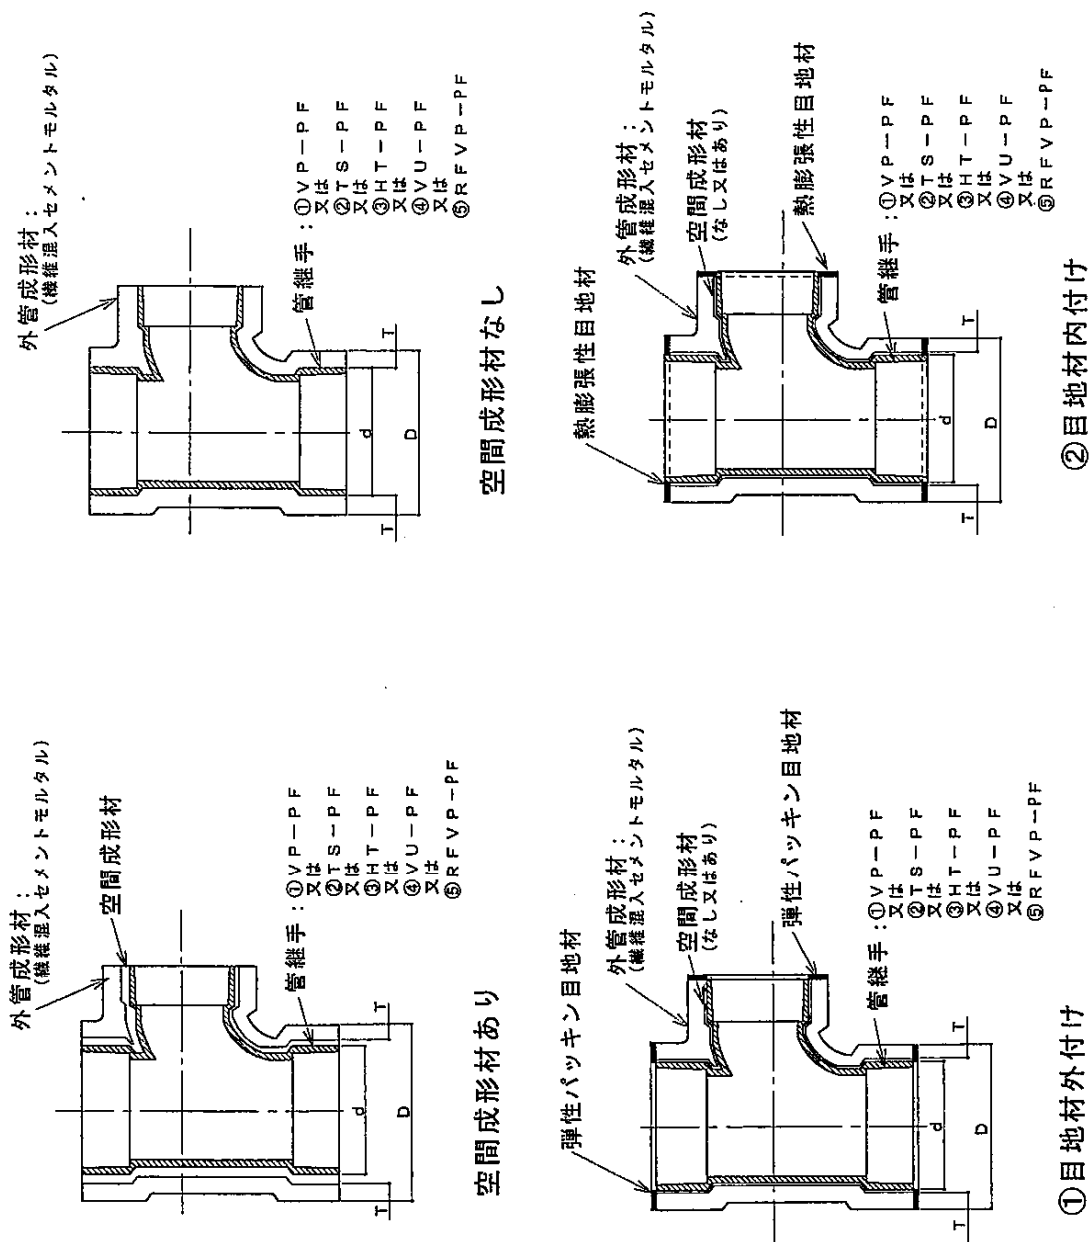 外管成形材：
(繊維混入セメントモルタル)
空間成形材
管継手：①ＶＰ－ＰＦ
又は
②ＴＳ－ＰＦ
又は
③ＨＴ－ＰＦ
又は
④ＶＵ－ＰＦ
又は
⑤ＲＦＶＰ－ＰＦ
T
T
d
D
空間成形材あり
外管成形材：
(繊維混入セメントモルタル)
管継手：①ＶＰ－ＰＦ
又は
②ＴＳ－ＰＦ
又は
③ＨＴ－ＰＦ
又は
④ＶＵ－ＰＦ
又は
⑤ＲＦＶＰ－ＰＦ
T
T
d
D
空間成形材なし
弾性パッキン目地材
外管成形材：
(繊維混入セメントモルタル)
空間成形材
(なし又はあり)
弾性パッキン目地材
管継手：①ＶＰ－ＰＦ
又は
②ＴＳ－ＰＦ
又は
③ＨＴ－ＰＦ
又は
④ＶＵ－ＰＦ
又は
⑤ＲＦＶＰ－ＰＦ
T
T
d
D
①目地材外付け
熱膨張性目地材
外管成形材：
(繊維混入セメントモルタル)
空間成形材
(なし又はあり)
熱膨張性目地材
管継手：①ＶＰ－ＰＦ
又は
②ＴＳ－ＰＦ
又は
③ＨＴ－ＰＦ
又は
④ＶＵ－ＰＦ
又は
⑤ＲＦＶＰ－ＰＦ
T
T
d
D
②目地材内付け